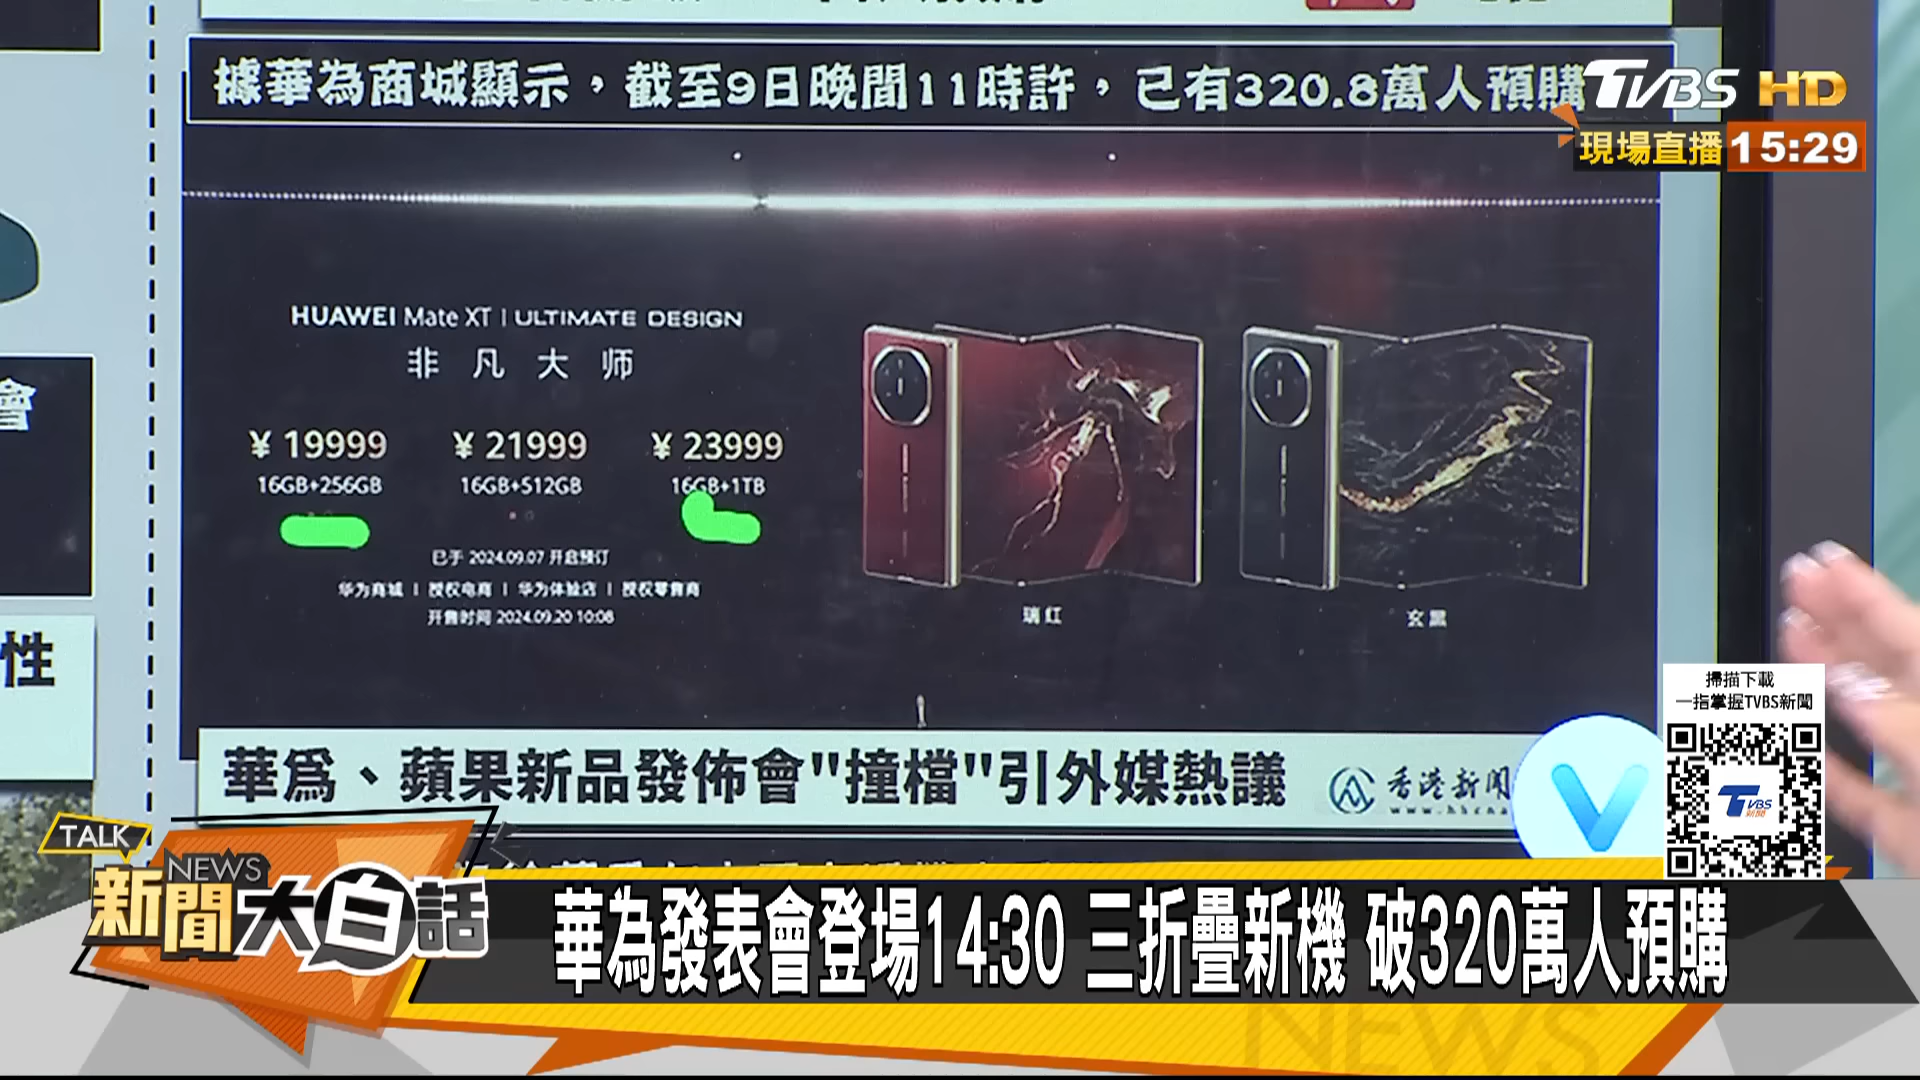 據華為商城顯示，截至9日晚間11時許，已有320.8萬人預購
TVBS HD
現場直播 15:29
HUAWEI Mate XT | ULTIMATE DESIGN
非凡大师
¥ 19999 ¥ 21999 ¥ 23999
16GB+256GB 16GB+512GB 16GB+1TB
已于 2024.09.07 开启预订
华为商城 | 授权电商 | 华为体验店 | 授权零售商
开售时间 2024.09.20 10:08
瑞红 玄黑
會
性
掃描下載
一指掌握TVBS新聞
TVBS
新聞
華爲、蘋果新品發佈會"撞檔"引外媒熱議
香港新聞
TALK
NEWS
新聞大白話
華為發表會登場14:30 三折疊新機 破320萬人預購
NEWS